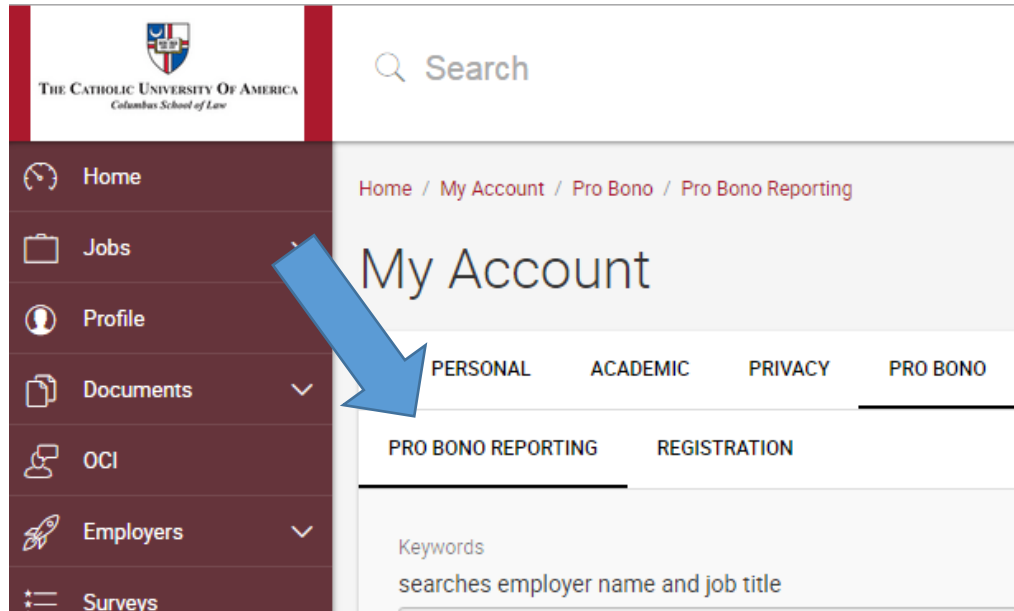 THE CATHOLIC UNIVERSITY OF AMERICA
Columbus School of Law
Search
Home
Jobs
Profile
Documents
OCI
Employers
Surveys
Home / My Account / Pro Bono / Pro Bono Reporting
My Account
PERSONAL ACADEMIC PRIVACY PRO BONO
PRO BONO REPORTING REGISTRATION
Keywords
searches employer name and job title